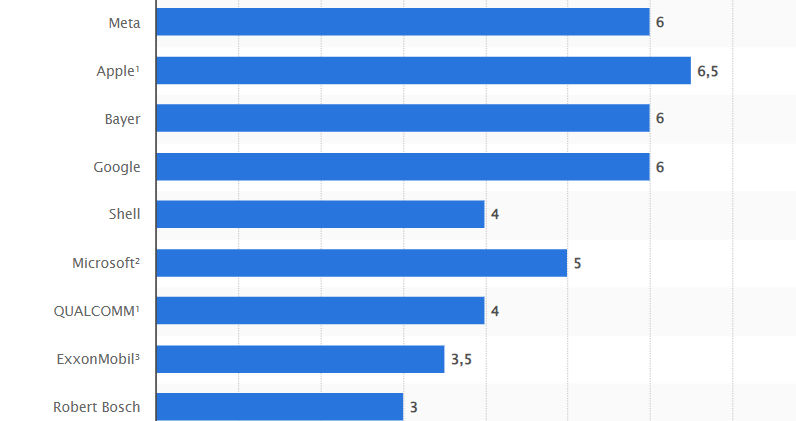 Meta 6
Apple¹ 6,5
Bayer 6
Google 6
Shell 4
Microsoft² 5
QUALCOMM¹ 4
ExxonMobil³ 3,5
Robert Bosch 3